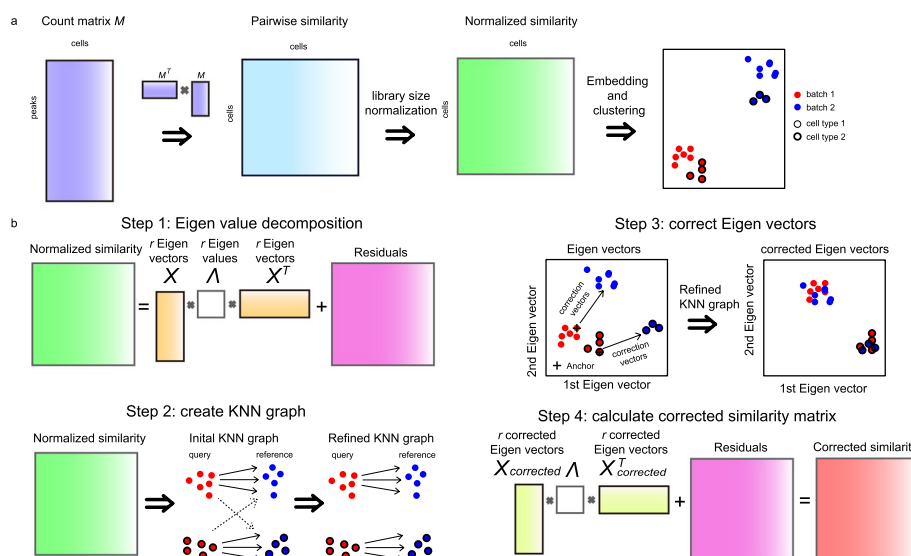 a
Count matrix M
cells
peaks
M^T
M
Pairwise similarity
cells
cells
library size
normalization
Normalized similarity
cells
cells
Embedding
and
clustering
batch 1
batch 2
cell type 1
cell type 2
b
Step 1: Eigen value decomposition
Normalized similarity
=
r Eigen
vectors
X
r Eigen
values
Λ
r Eigen
vectors
X^T
+
Residuals
Step 2: create KNN graph
Normalized similarity
Inital KNN graph
query
reference
Refined KNN graph
query
reference
Step 3: correct Eigen vectors
Eigen vectors
2nd Eigen vector
correction
vectors
correction
vectors
+ Anchor
1st Eigen vector
Refined
KNN graph
corrected Eigen vectors
2nd Eigen vector
1st Eigen vector
Step 4: calculate corrected similarity matrix
r corrected
Eigen vectors
X corrected
Λ
r corrected
Eigen vectors
X^T corrected
+
Residuals
=
Corrected similarit